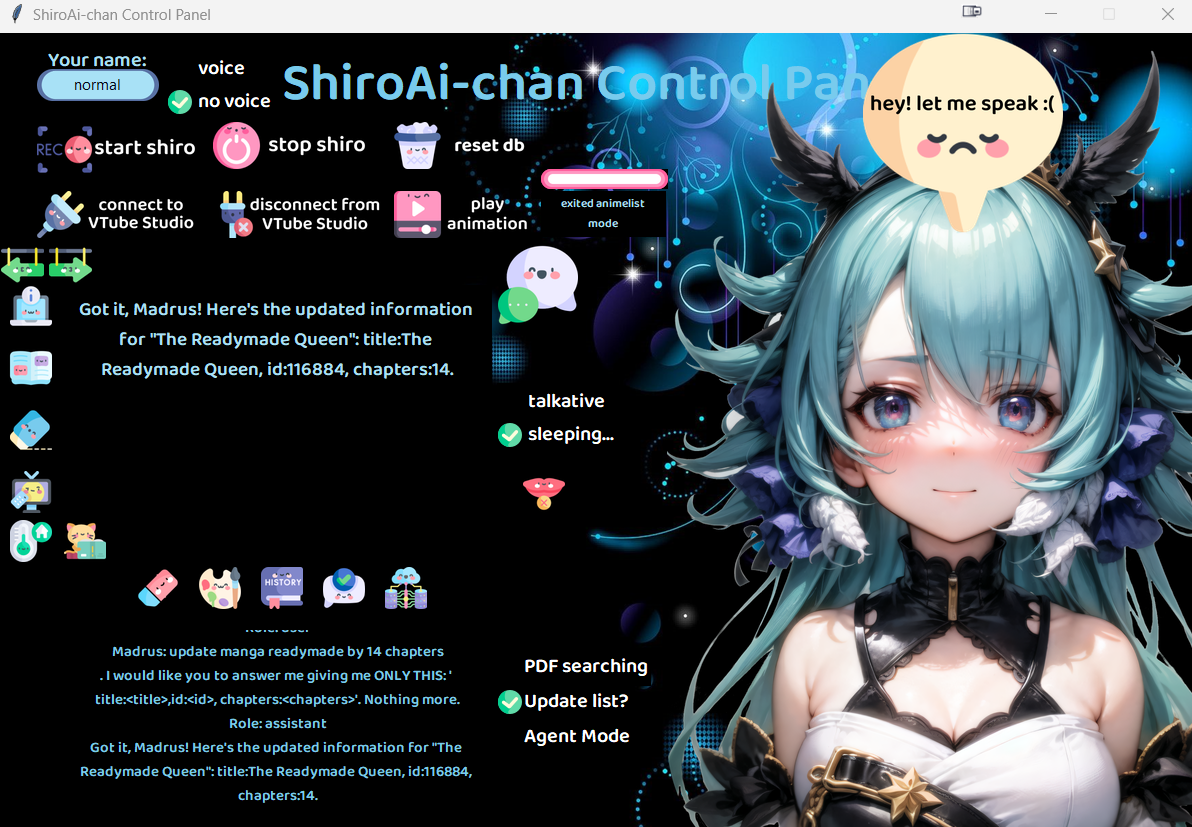 ShiroAi-chan Control Panel
Your name:
normal
voice
no voice
ShiroAi-chan Control Pan
hey! let me speak :(
REC
start shiro
stop shiro
reset db
connect to
VTube Studio
disconnect from
VTube Studio
play
animation
exited animelist
mode
Got it, Madrus! Here's the updated information
for "The Readymade Queen": title:The
Readymade Queen, id:116884, chapters:14.
talkative
sleeping...
HISTORY
Role: user
Madrus: update manga readymade by 14 chapters
. I would like you to answer me giving me ONLY THIS: '
title:<title>,id:<id>, chapters:<chapters>'. Nothing more.
Role: assistant
Got it, Madrus! Here's the updated information for "The
Readymade Queen": title:The Readymade Queen, id:116884,
chapters:14.
PDF searching
Update list?
Agent Mode